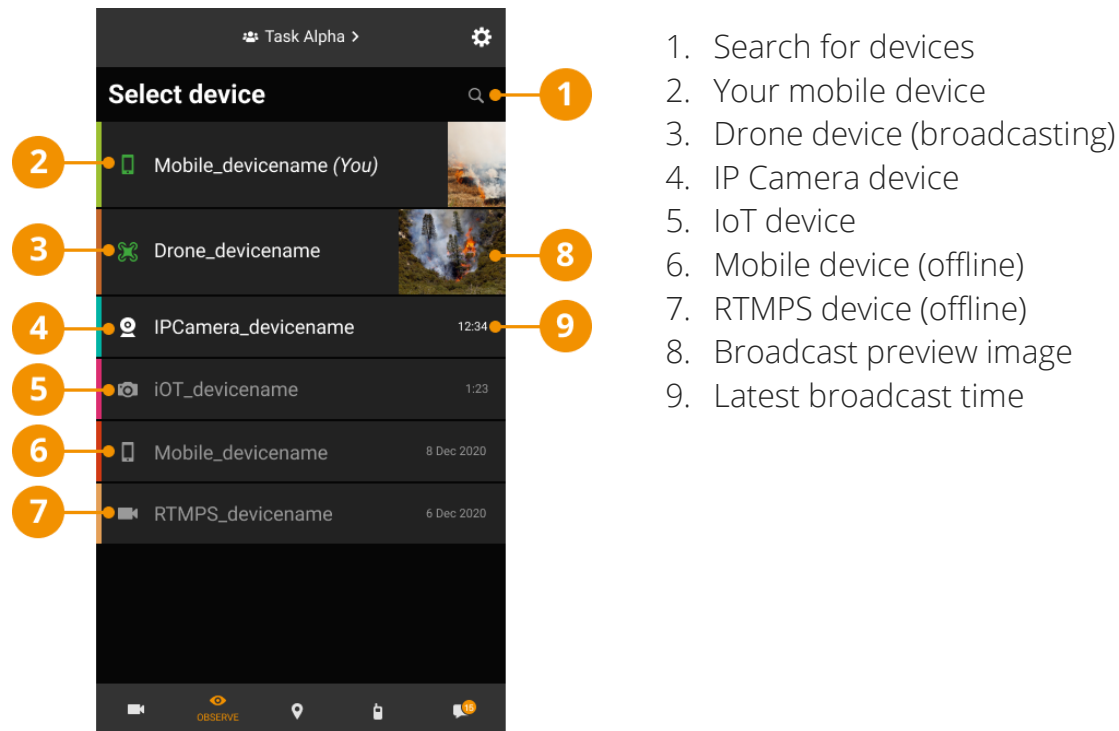 Task Alpha >
Select device
1
2
Mobile_devicename (You)
3
Drone_devicename
8
4
IPCamera_devicename
12:34
9
5
iOT_devicename
1:23
6
Mobile_devicename
8 Dec 2020
7
RTMPS_devicename
6 Dec 2020
OBSERVE
15
1. Search for devices
2. Your mobile device
3. Drone device (broadcasting)
4. IP Camera device
5. IoT device
6. Mobile device (offline)
7. RTMPS device (offline)
8. Broadcast preview image
9. Latest broadcast time